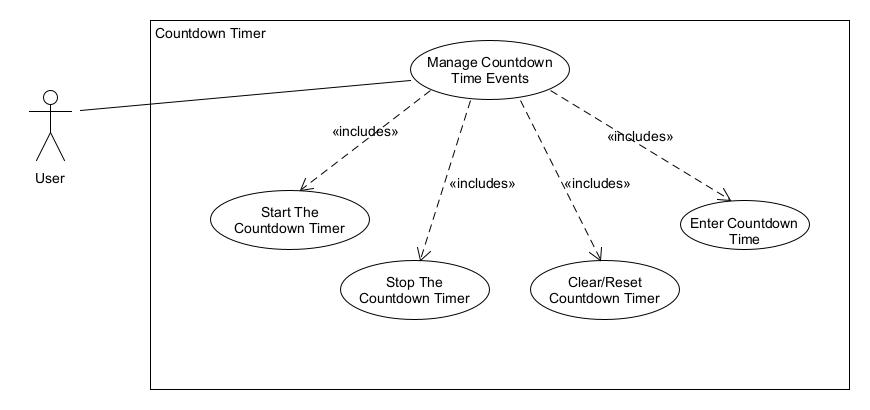 Countdown Timer
Manage Countdown
Time Events
«includes»
«includes»
«includes»
«includes»
User
Start The
Countdown Timer
Enter Countdown
Time
Stop The
Countdown Timer
Clear/Reset
Countdown Timer